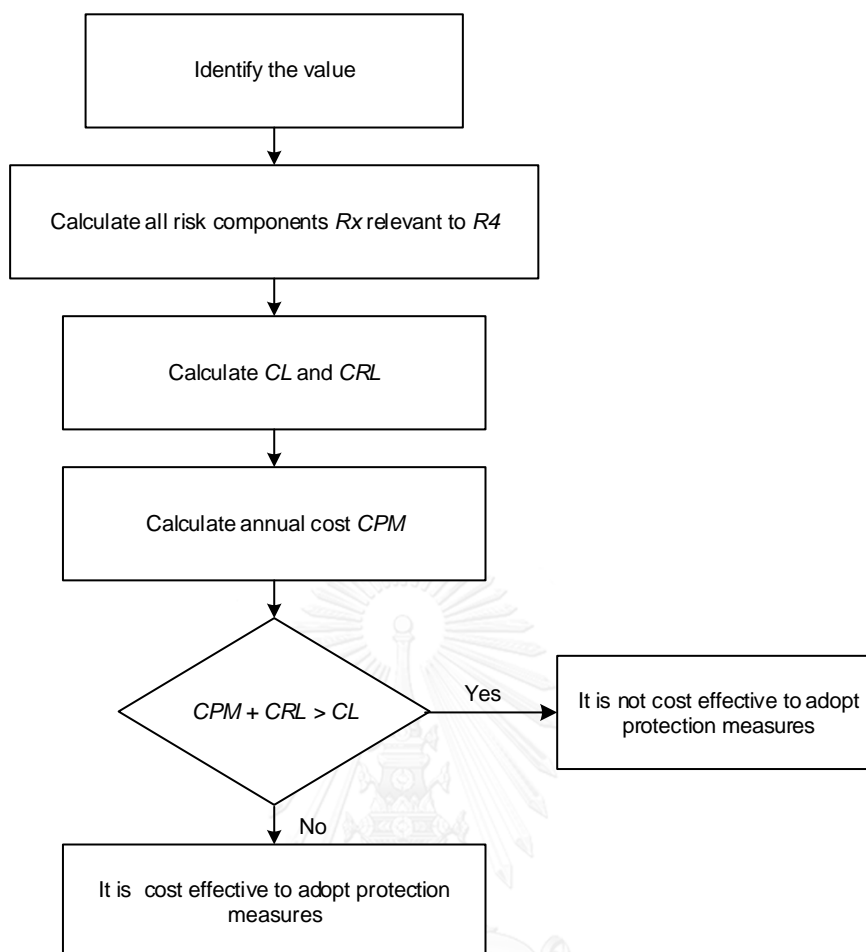 Identify the value
Calculate all risk components Rx relevant to R4
Calculate CL and CRL
Calculate annual cost CPM
CPM + CRL > CL
Yes
It is not cost effective to adopt
protection measures
No
It is cost effective to adopt protection
measures